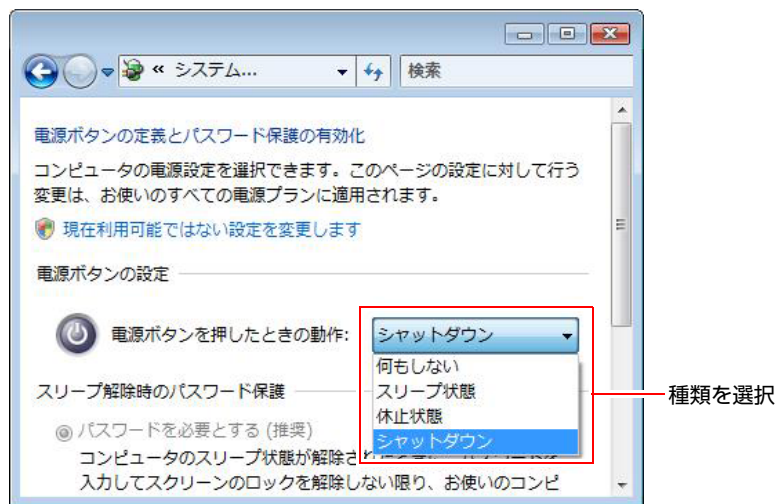 « システム...
検索
電源ボタンの定義とパスワード保護の有効化
コンピュータの電源設定を選択できます。このページの設定に対して行う
変更は、お使いのすべての電源プランに適用されます。
現在利用可能ではない設定を変更します
電源ボタンの設定
電源ボタンを押したときの動作:
シャットダウン
何もしない
スリープ状態
休止状態
シャットダウン
種類を選択
スリープ解除時のパスワード保護
パスワードを必要とする (推奨)
コンピュータのスリープ状態が解除さ
入力してスクリーンのロックを解除しない限り、お使いのコンピ